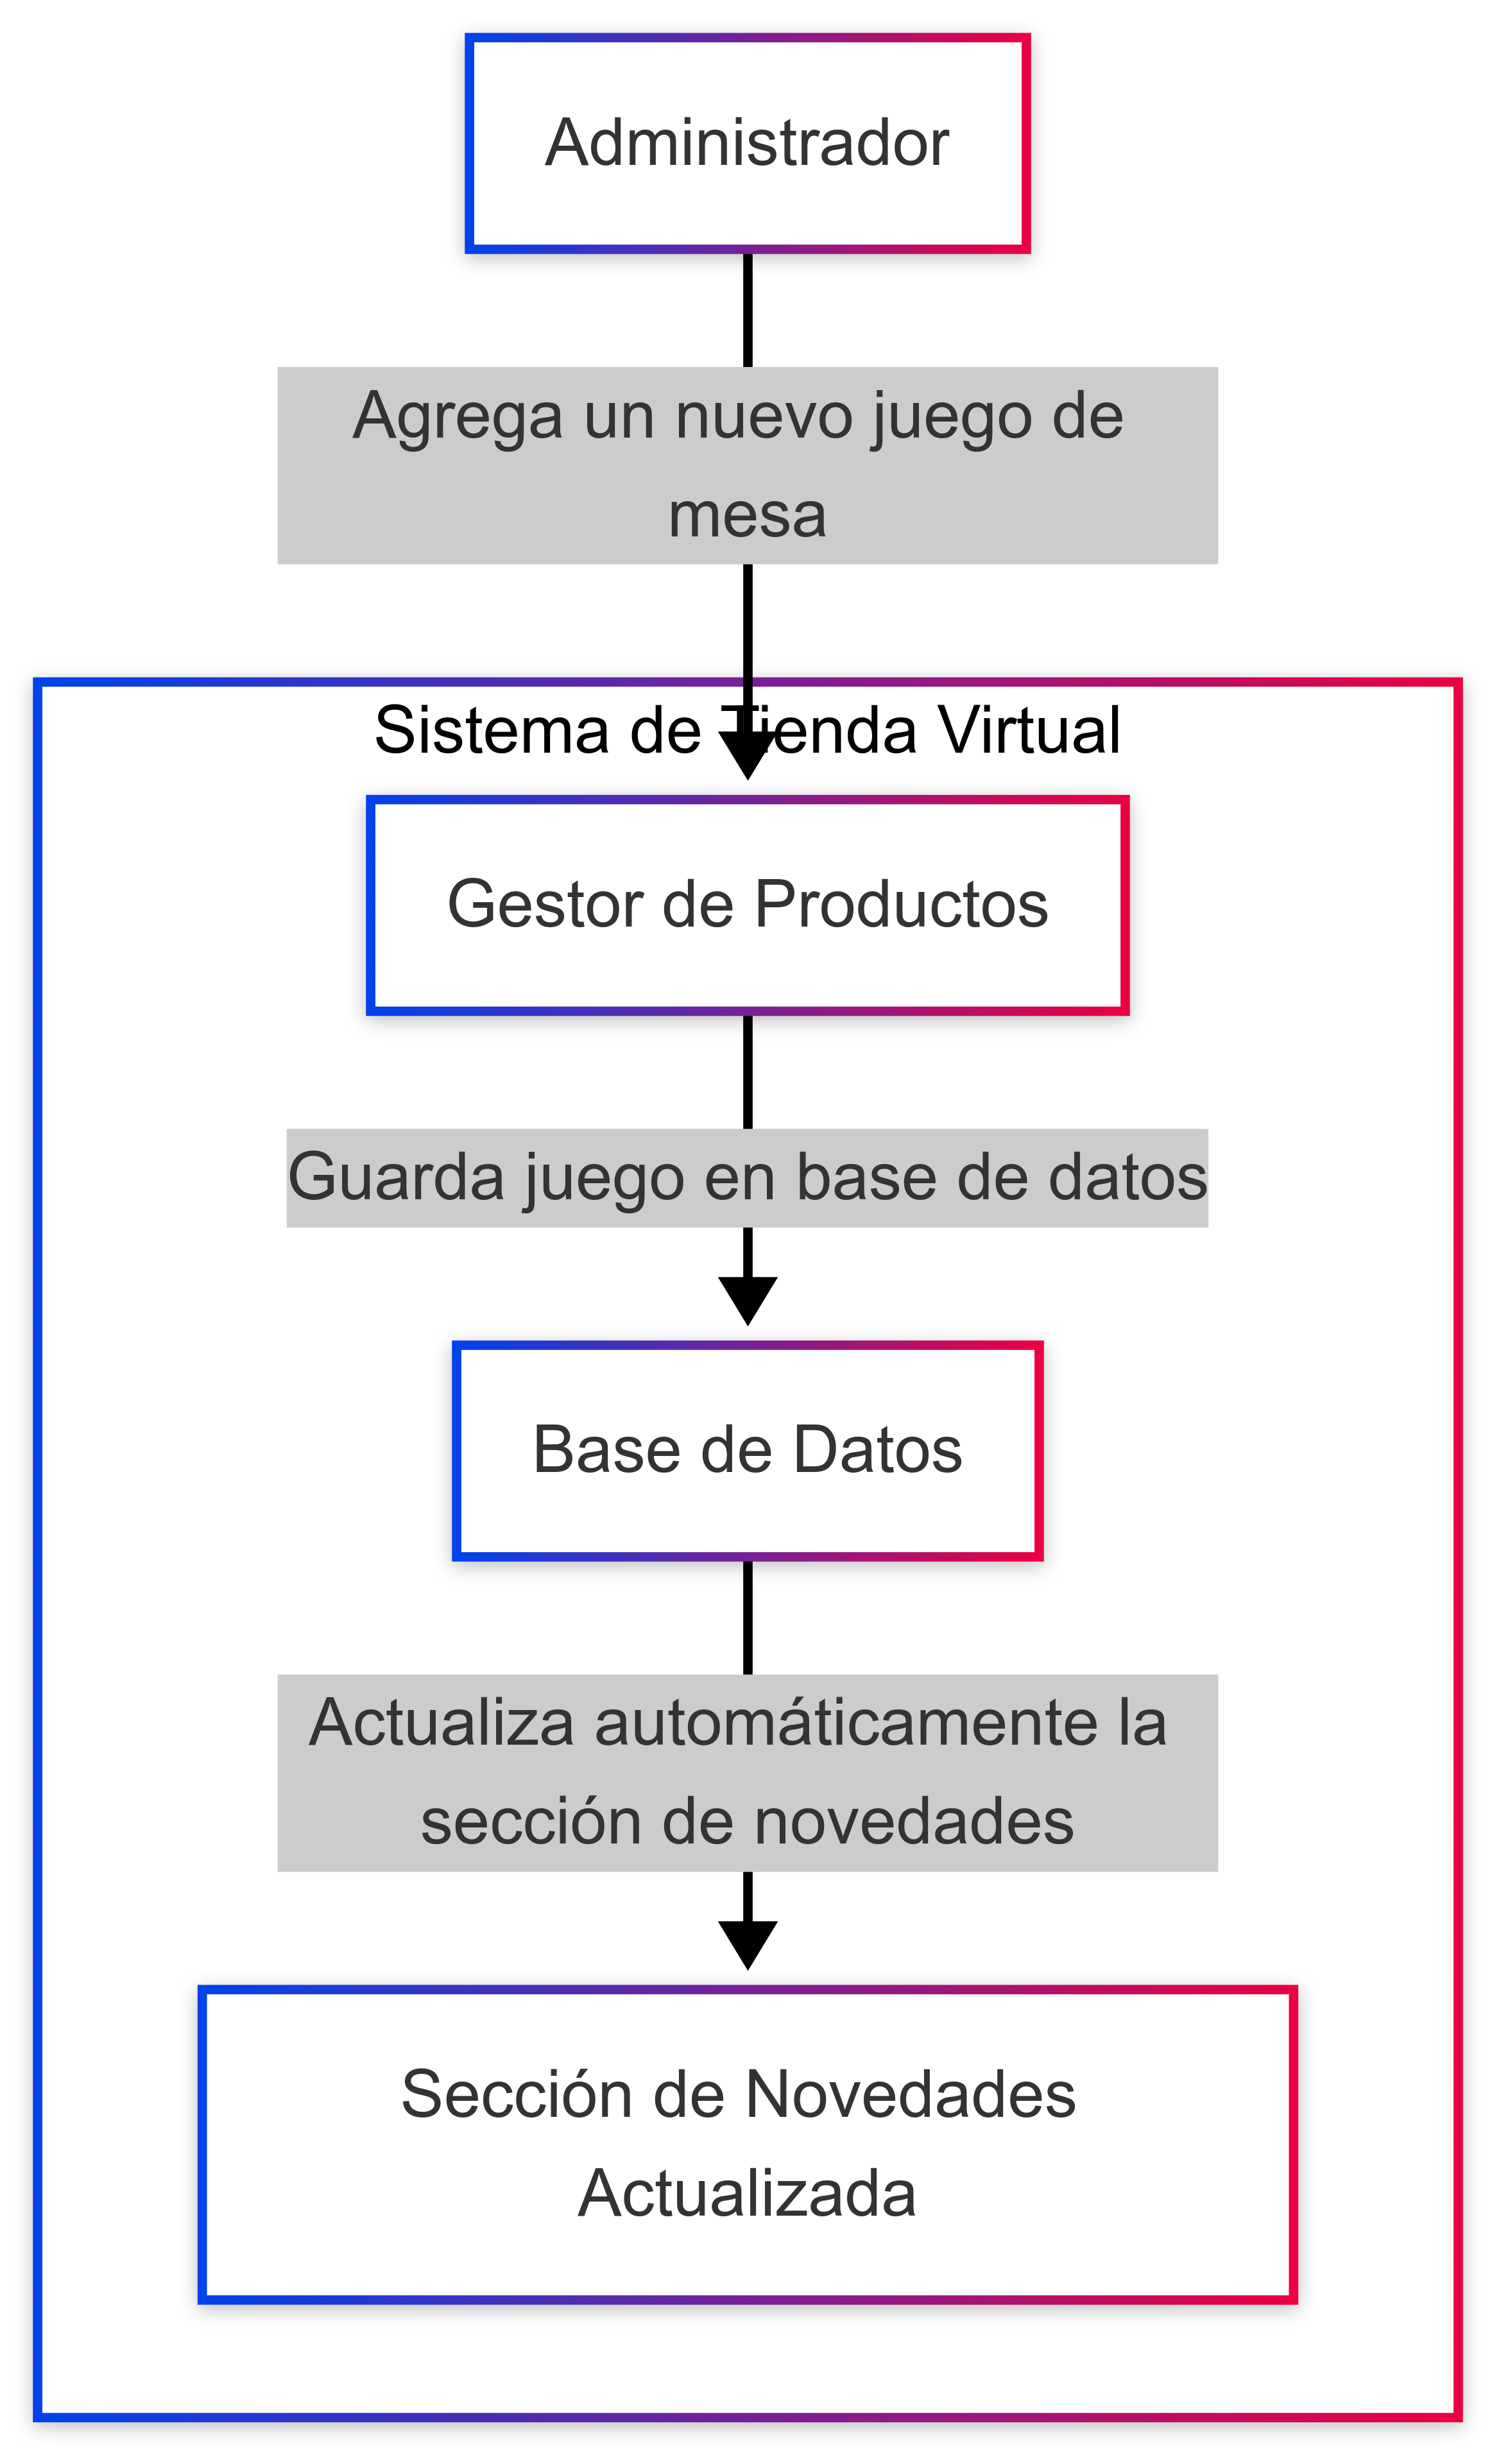 Administrador
Agrega un nuevo juego de
mesa
Sistema de Tienda Virtual
Gestor de Productos
Guarda juego en base de datos
Base de Datos
Actualiza automáticamente la
sección de novedades
Sección de Novedades
Actualizada